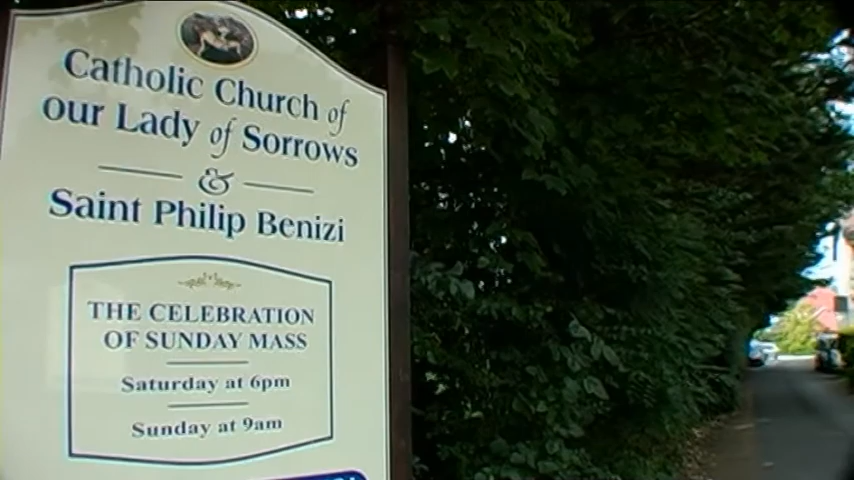 Catholic Church of
our Lady of Sorrows
&
Saint Philip Benizi
THE CELEBRATION
OF SUNDAY MASS
Saturday at 6pm
Sunday at 9am